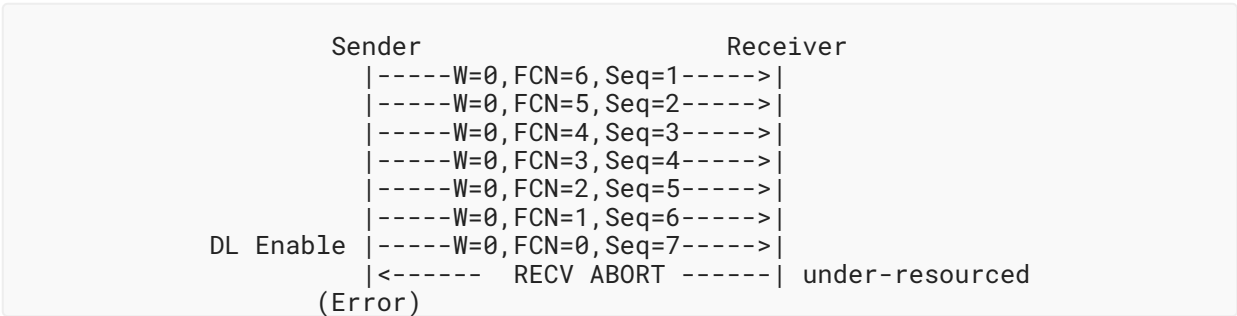 Sender Receiver
|-----W=0,FCN=6,Seq=1----->|
|-----W=0,FCN=5,Seq=2----->|
|-----W=0,FCN=4,Seq=3----->|
|-----W=0,FCN=3,Seq=4----->|
|-----W=0,FCN=2,Seq=5----->|
|-----W=0,FCN=1,Seq=6----->|
DL Enable |-----W=0,FCN=0,Seq=7----->|
|<------ RECV ABORT ------| under-resourced
(Error)